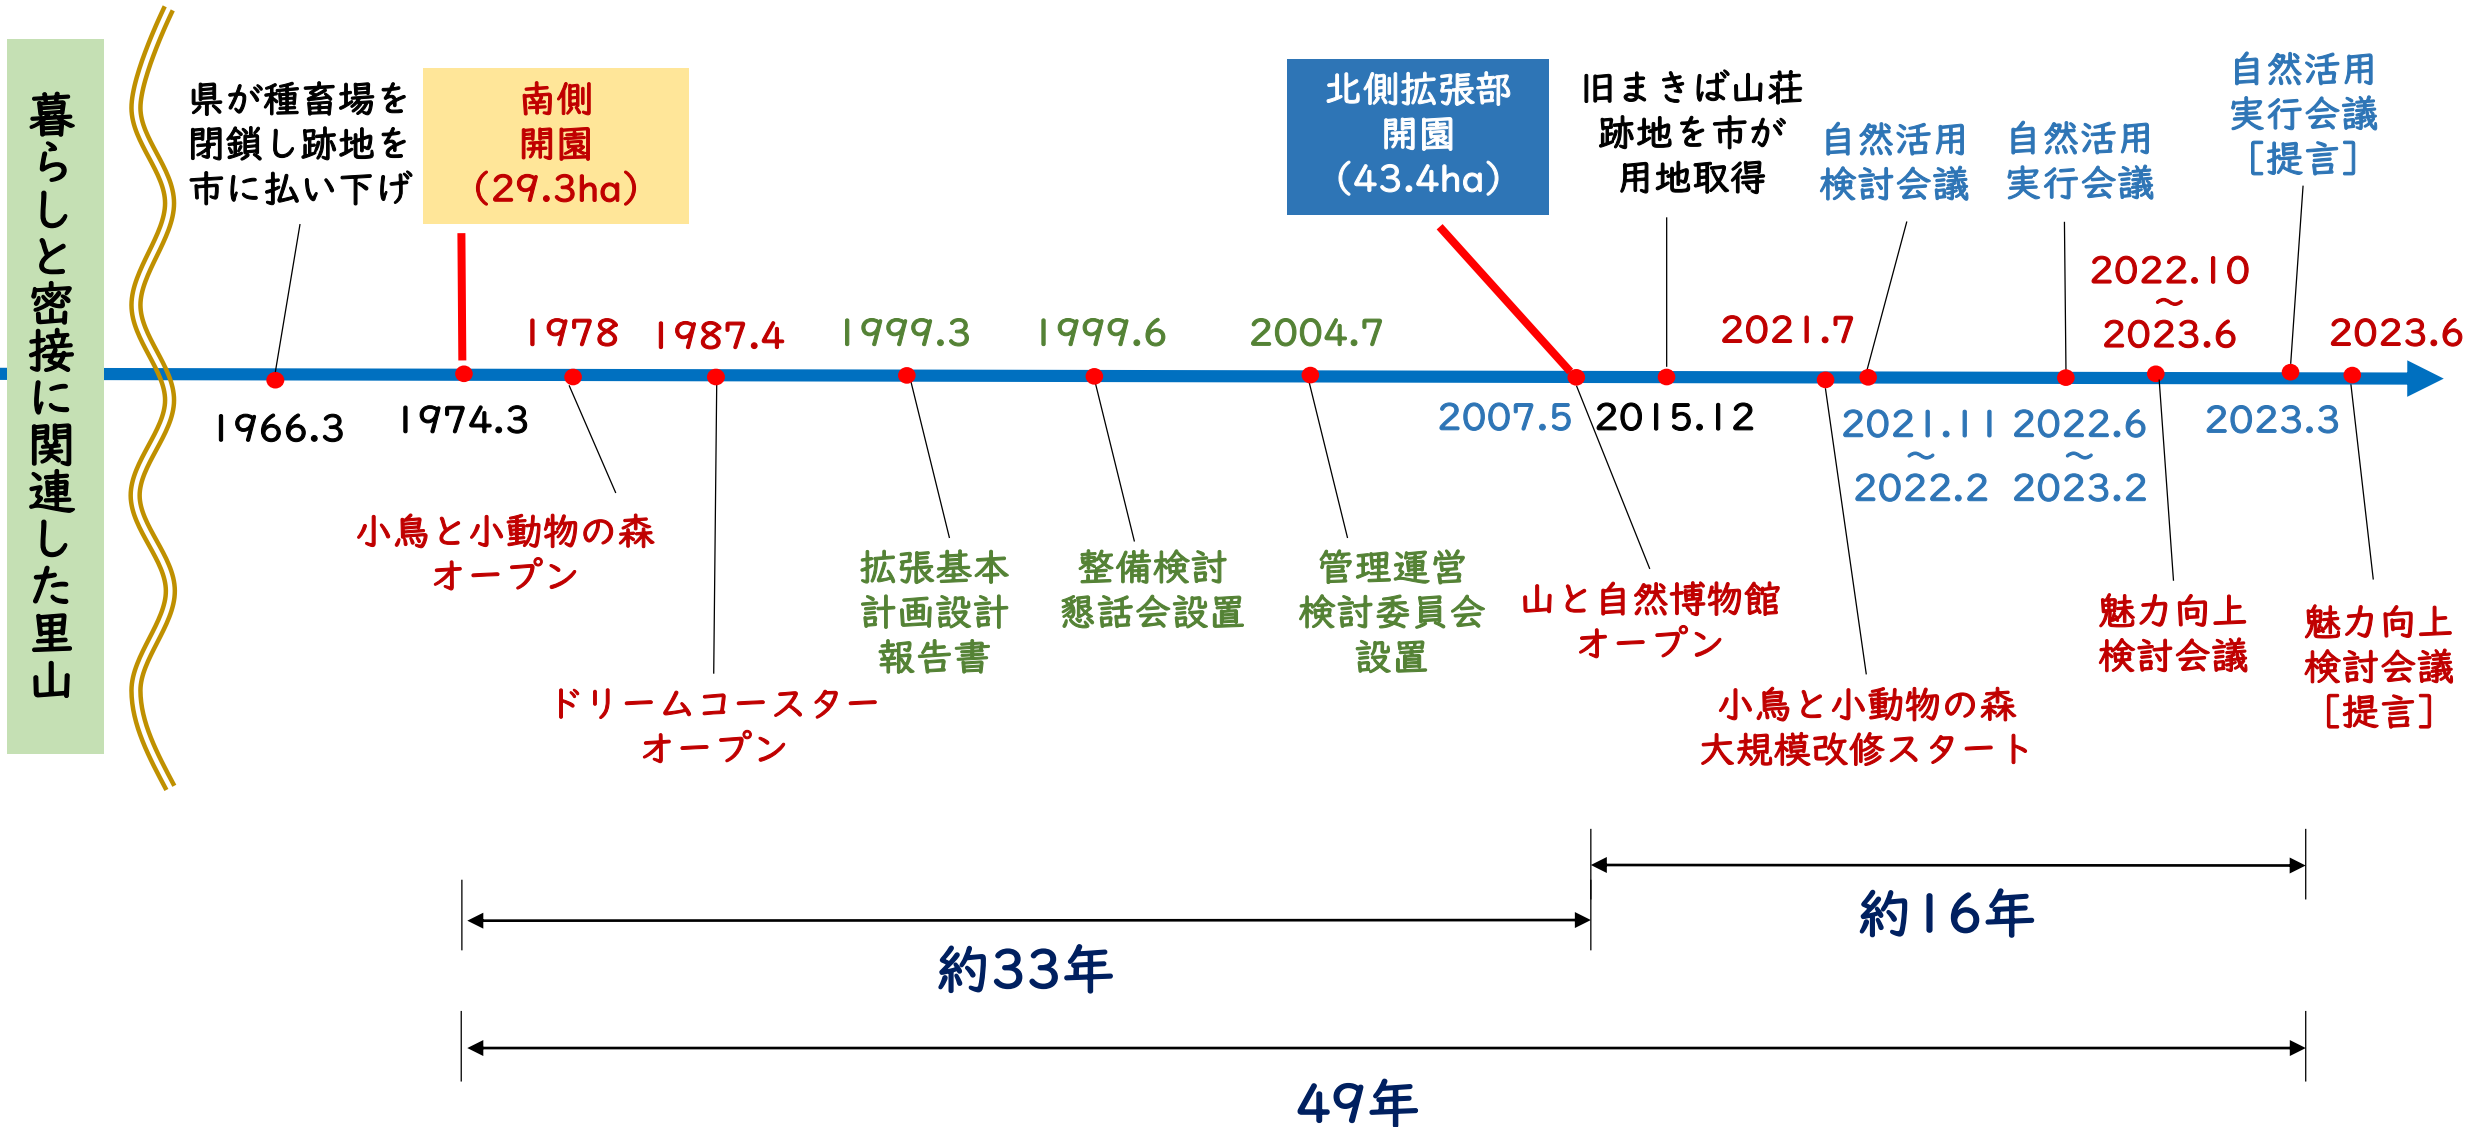 暮らしと密接に関連した里山
県が種畜場を
閉鎖し跡地を
市に払い下げ
1966.3
南側
開園
(29.3ha)
1974.3
1978
小鳥と小動物の森
オープン
1987.4
ドリームコースター
オープン
1999.3
拡張基本
計画設計
報告書
1999.6
整備検討
懇話会設置
2004.7
管理運営
検討委員会
設置
北側拡張部
開園
(43.4ha)
2007.5
山と自然博物館
オープン
旧まきば山荘
跡地を市が
用地取得
2015.12
2021.7
小鳥と小動物の森
大規模改修スタート
自然活用
検討会議
2021.11
～
2022.2
自然活用
実行会議
2022.6
～
2023.2
2022.10
～
2023.6
魅力向上
検討会議
自然活用
実行会議
[提言]
2023.3
2023.6
魅力向上
検討会議
[提言]
約16年
約33年
49年